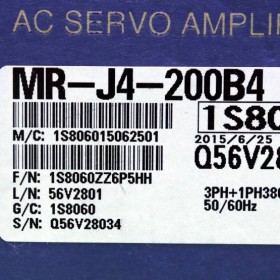 AC SERVO AMPLI
MR-J4-200B4
1S80
M/C: 1S806015062501
2015/6/25
Q56V28
F/N: 1S8060ZZ6P5HH
L/N: 56V2801
3PH+1PH380
G/C: 1S8060
50/60Hz
S/N: Q56V28034